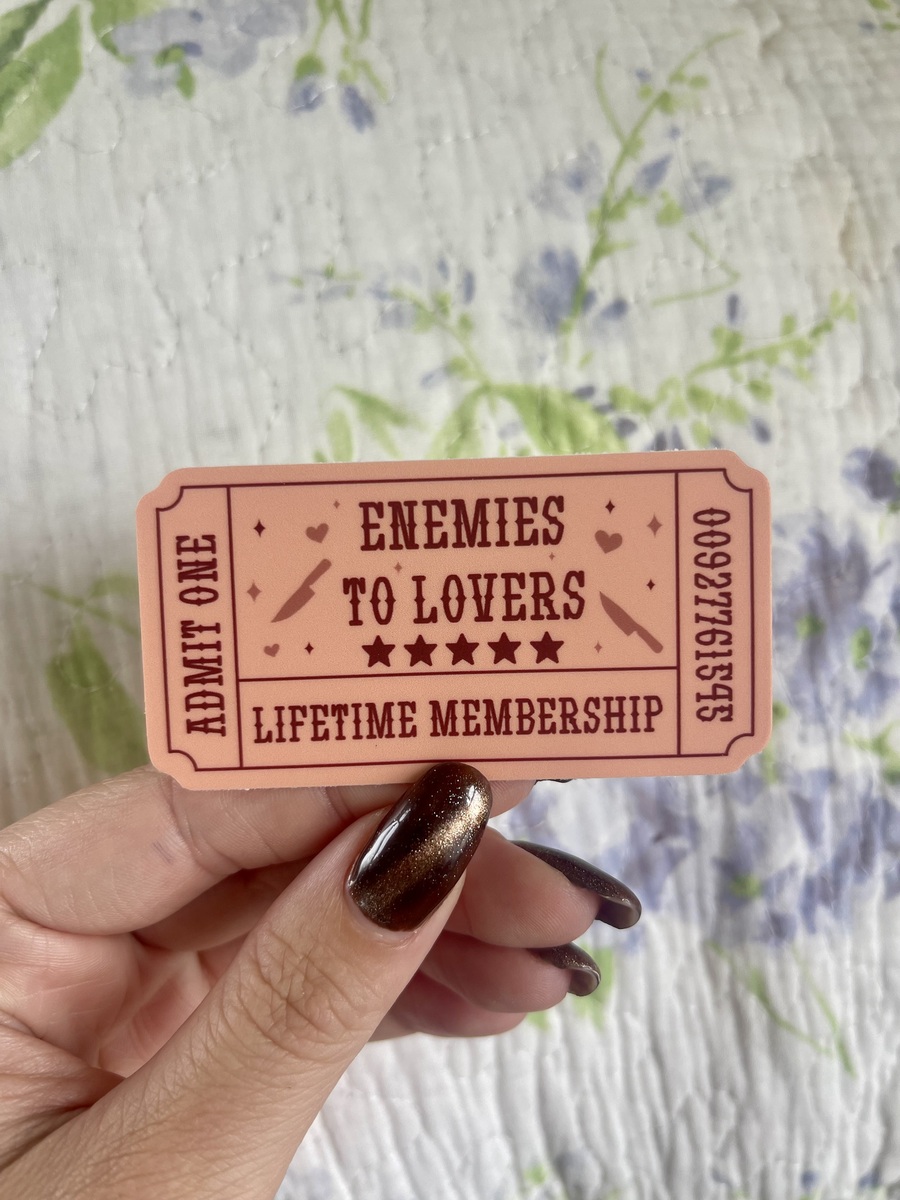 ADMIT ONE
ENEMIES
TO LOVERS
LIFETIME MEMBERSHIP
00927761595